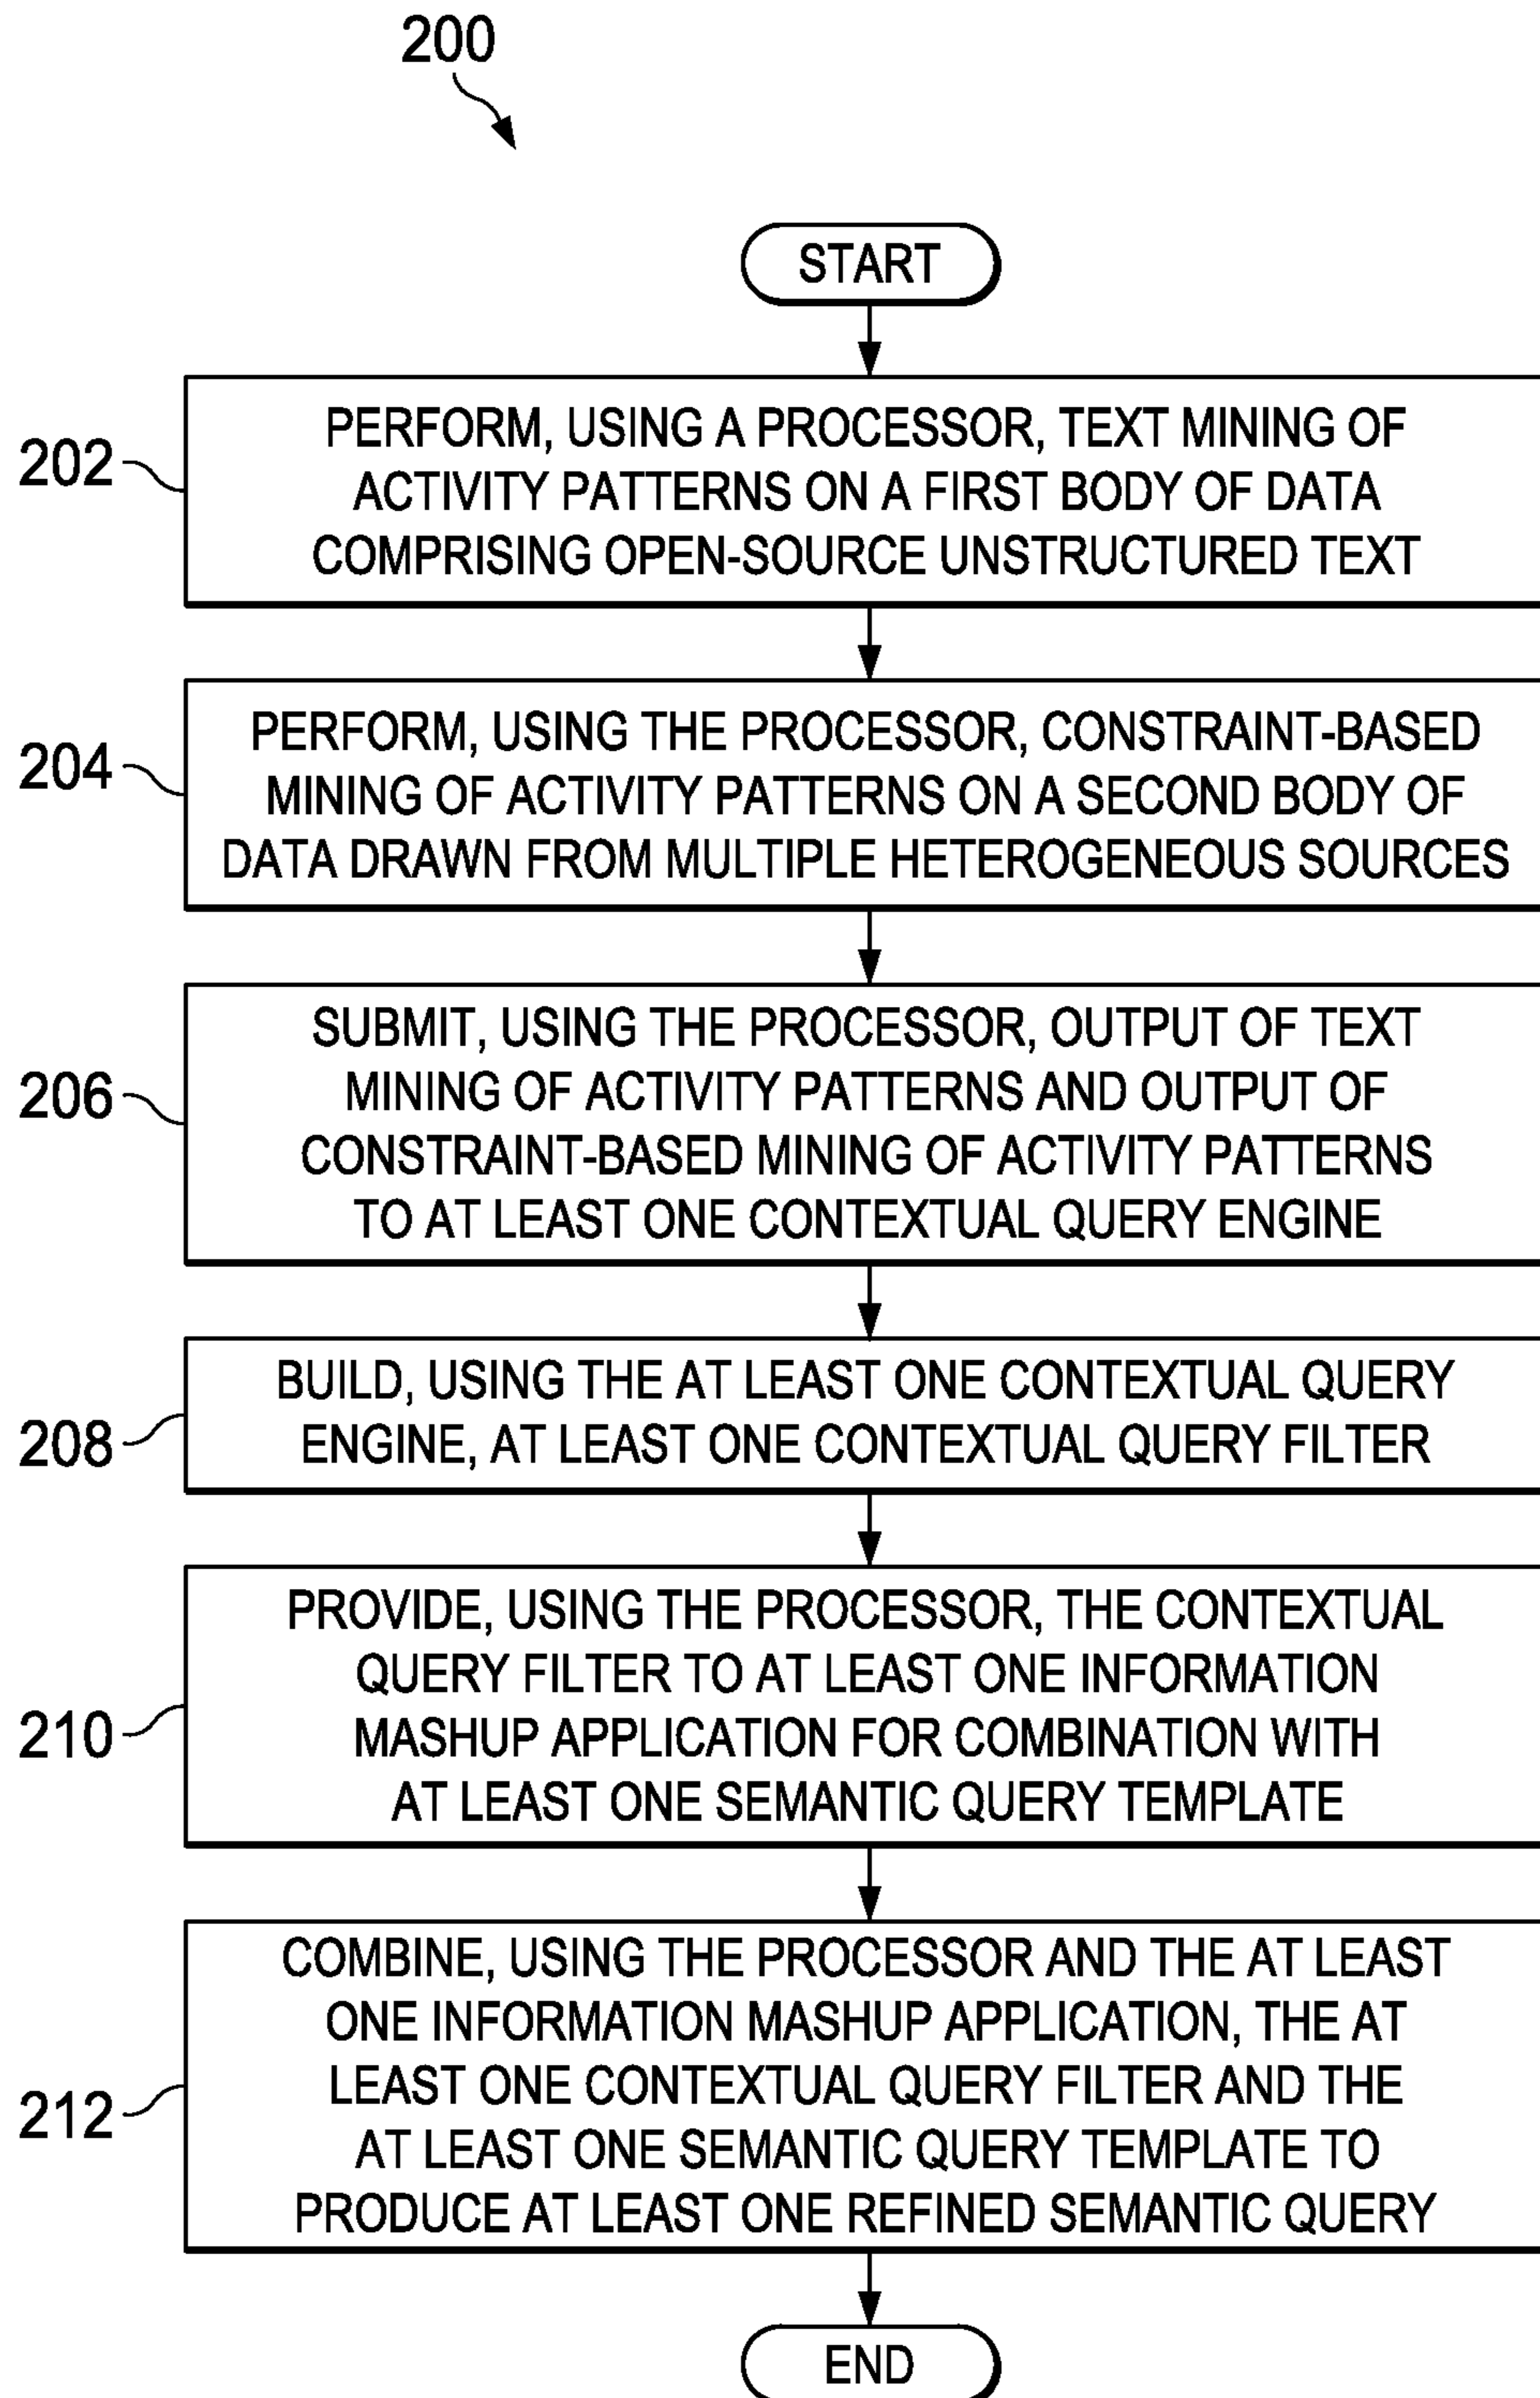 200
START
202
PERFORM, USING A PROCESSOR, TEXT MINING OF
ACTIVITY PATTERNS ON A FIRST BODY OF DATA
COMPRISING OPEN-SOURCE UNSTRUCTURED TEXT
204
PERFORM, USING THE PROCESSOR, CONSTRAINT-BASED
MINING OF ACTIVITY PATTERNS ON A SECOND BODY OF
DATA DRAWN FROM MULTIPLE HETEROGENEOUS SOURCES
206
SUBMIT, USING THE PROCESSOR, OUTPUT OF TEXT
MINING OF ACTIVITY PATTERNS AND OUTPUT OF
CONSTRAINT-BASED MINING OF ACTIVITY PATTERNS
TO AT LEAST ONE CONTEXTUAL QUERY ENGINE
208
BUILD, USING THE AT LEAST ONE CONTEXTUAL QUERY
ENGINE, AT LEAST ONE CONTEXTUAL QUERY FILTER
210
PROVIDE, USING THE PROCESSOR, THE CONTEXTUAL
QUERY FILTER TO AT LEAST ONE INFORMATION
MASHUP APPLICATION FOR COMBINATION WITH
AT LEAST ONE SEMANTIC QUERY TEMPLATE
212
COMBINE, USING THE PROCESSOR AND THE AT LEAST
ONE INFORMATION MASHUP APPLICATION, THE AT
LEAST ONE CONTEXTUAL QUERY FILTER AND THE
AT LEAST ONE SEMANTIC QUERY TEMPLATE TO
PRODUCE AT LEAST ONE REFINED SEMANTIC QUERY
END